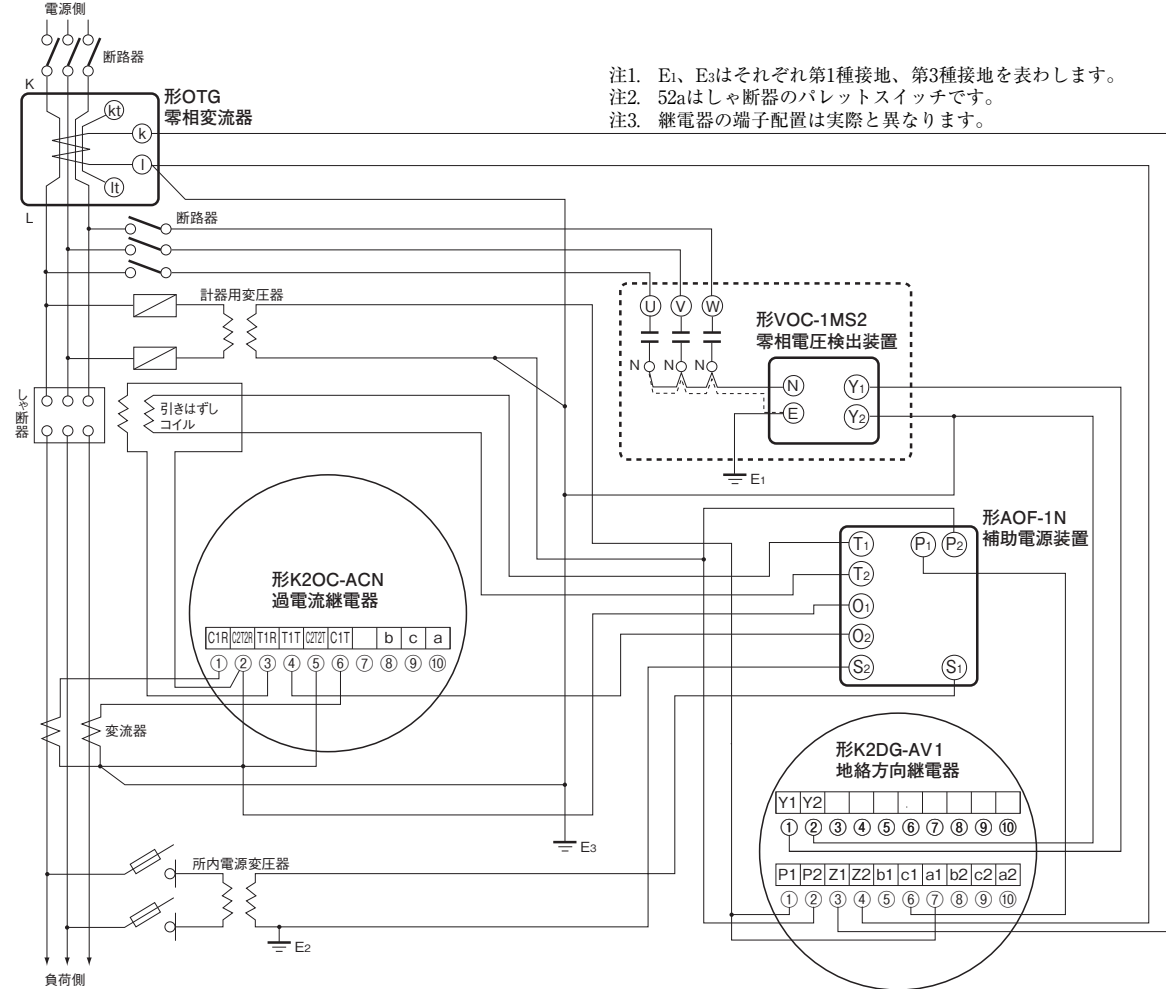 電源側
断路器
注1. E1、E3はそれぞれ第1種接地、第3種接地を表わします。
注2. 52aはしゃ断器のパレットスイッチです。
注3. 継電器の端子配置は実際と異なります。
K
形OTG
零相変流器
kt
k
l
lt
L
断路器
計器用変圧器
U V W
形VOC-1MS2
零相電圧検出装置
N N N
N Y1
E Y2
E1
しゃ断器
引きはずし
コイル
形AOF-1N
補助電源装置
T1 P1 P2
T2
O1
O2
S2 S1
形K2OC-ACN
過電流継電器
C1R C2T2R T1R T1T C2T2T C1T b c a
① ② ③ ④ ⑤ ⑥ ⑦ ⑧ ⑨ ⑩
変流器
形K2DG-AV1
地絡方向継電器
Y1 Y2 .
① ② ③ ④ ⑤ ⑥ ⑦ ⑧ ⑨ ⑩
E3
所内電源変圧器
P1 P2 Z1 Z2 b1 c1 a1 b2 c2 a2
① ② ③ ④ ⑤ ⑥ ⑦ ⑧ ⑨ ⑩
E2
負荷側